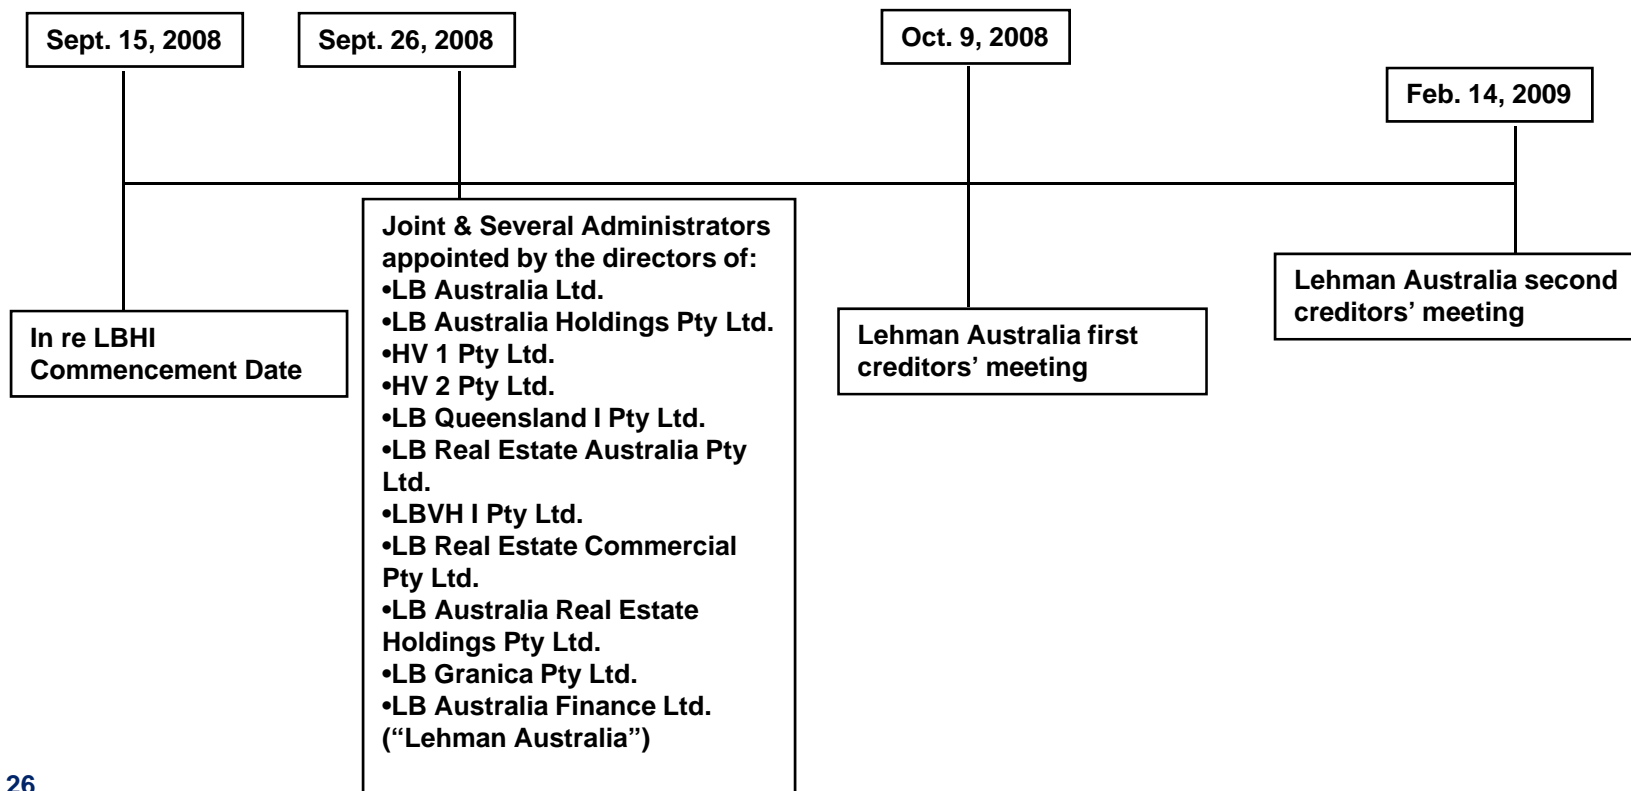 Sept. 15, 2008
Sept. 26, 2008
Oct. 9, 2008
Feb. 14, 2009
In re LBHI
Commencement Date
Joint & Several Administrators
appointed by the directors of:
•LB Australia Ltd.
•LB Australia Holdings Pty Ltd.
•HV 1 Pty Ltd.
•HV 2 Pty Ltd.
•LB Queensland I Pty Ltd.
•LB Real Estate Australia Pty
Ltd.
•LBVH I Pty Ltd.
•LB Real Estate Commercial
Pty Ltd.
•LB Australia Real Estate
Holdings Pty Ltd.
•LB Granica Pty Ltd.
•LB Australia Finance Ltd.
(“Lehman Australia”)
Lehman Australia first
creditors’ meeting
Lehman Australia second
creditors’ meeting
26